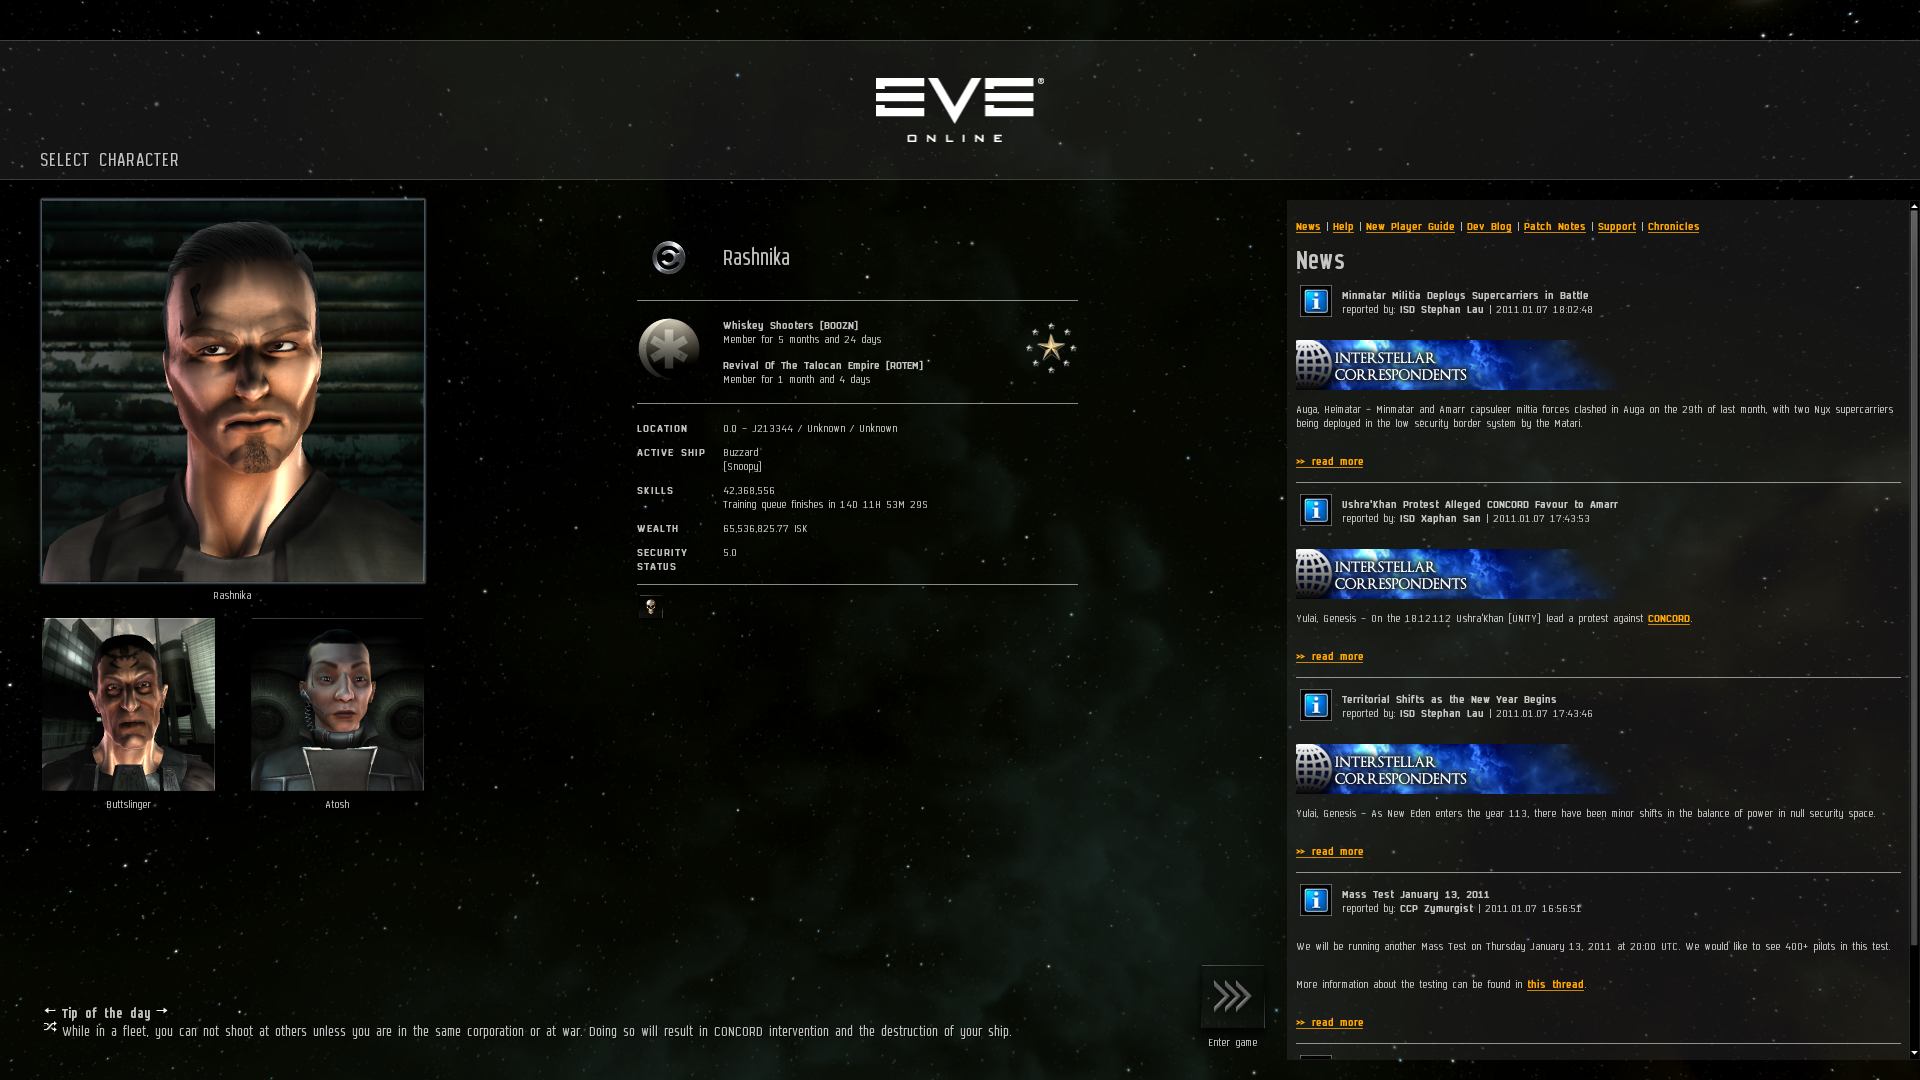 EVE®
ONLINE
SELECT CHARACTER
Rashnika
Buttslinger
Atosh
Rashnika
Whiskey Shooters [BOOZN]
Member for 5 months and 24 days
Revival Of The Talocan Empire [ROTEM]
Member for 1 month and 4 days
LOCATION 0.0 - J213344 / Unknown / Unknown
ACTIVE SHIP Buzzard
[Snoopy]
SKILLS 42,368,556
Training queue finishes in 14D 11H 53M 29S
WEALTH 65,536,825.77 ISK
SECURITY 5.0
STATUS
News | Help | New Player Guide | Dev Blog | Patch Notes | Support | Chronicles
News
Minmatar Militia Deploys Supercarriers in Battle
reported by: ISD Stephan Lau | 2011.01.07 18:02:48
INTERSTELLAR
CORRESPONDENTS
Auga, Heimatar - Minmatar and Amarr capsuleer miltia forces clashed in Auga on the 29th of last month, with two Nyx supercarriers
being deployed in the low security border system by the Matari.
>> read more
Ushra'Khan Protest Alleged CONCORD Favour to Amarr
reported by: ISD Xaphan San | 2011.01.07 17:43:53
INTERSTELLAR
CORRESPONDENTS
Yulai, Genesis - On the 18.12.112 Ushra'Khan [UNITY] lead a protest against CONCORD.
>> read more
Territorial Shifts as the New Year Begins
reported by: ISD Stephan Lau | 2011.01.07 17:43:46
INTERSTELLAR
CORRESPONDENTS
Yulai, Genesis - As New Eden enters the year 113, there have been minor shifts in the balance of power in null security space.
>> read more
Mass Test January 13, 2011
reported by: CCP Zymurgist | 2011.01.07 16:56:51
We will be running another Mass Test on Thursday January 13, 2011 at 20:00 UTC. We would like to see 400+ pilots in this test.
More information about the testing can be found in this thread.
>> read more
Tip of the day
While in a fleet, you can not shoot at others unless you are in the same corporation or at war. Doing so will result in CONCORD intervention and the destruction of your ship.
Enter game